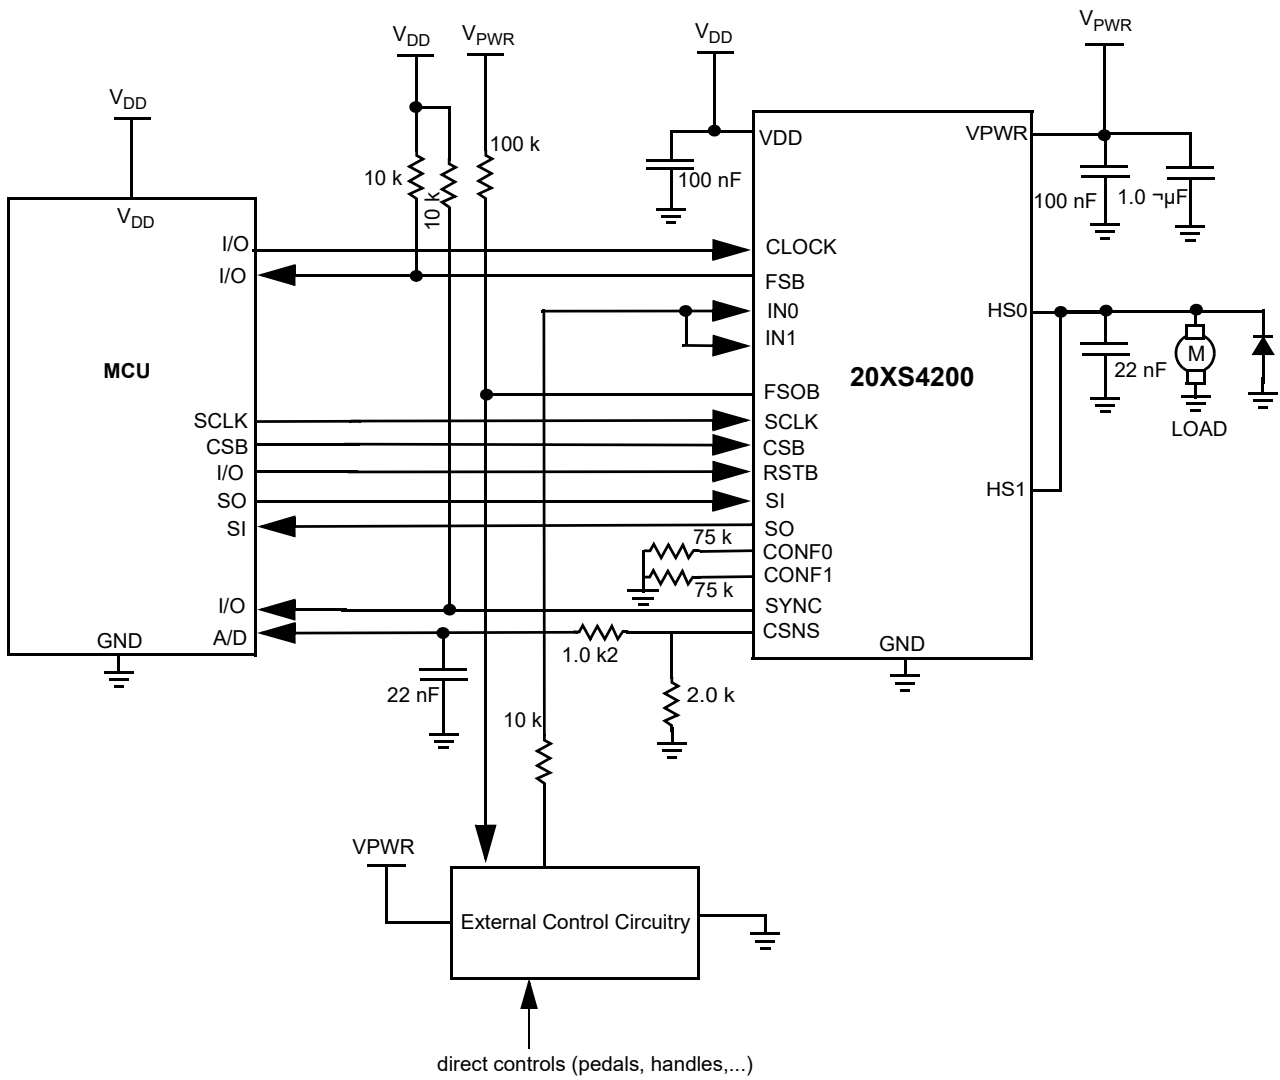 VPWR
VDD
VPWR
VDD
VDD
100 k
10 k
10 k
VDD
VPWR
100 nF
100 nF
1.0 ¬µF
VDD
I/O
CLOCK
I/O
FSB
IN0
HS0
IN1
MCU
20XS4200
22 nF
FSOB
LOAD
M
SCLK
SCLK
CSB
CSB
I/O
RSTB
HS1
SO
SI
SI
SO
75 k
CONF0
CONF1
75 k
I/O
SYNC
A/D
CSNS
GND
GND
1.0 k2
22 nF
2.0 k
10 k
VPWR
External Control Circuitry
direct controls (pedals, handles,...)